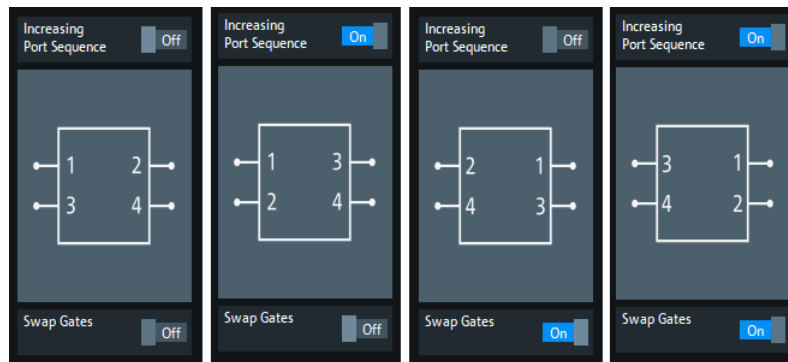 Increasing
Port Sequence
Off
1 2
3 4
Swap Gates
Off
Increasing
Port Sequence
On
1 3
2 4
Swap Gates
Off
Increasing
Port Sequence
Off
2 1
4 3
Swap Gates
On
Increasing
Port Sequence
On
3 1
4 2
Swap Gates
On